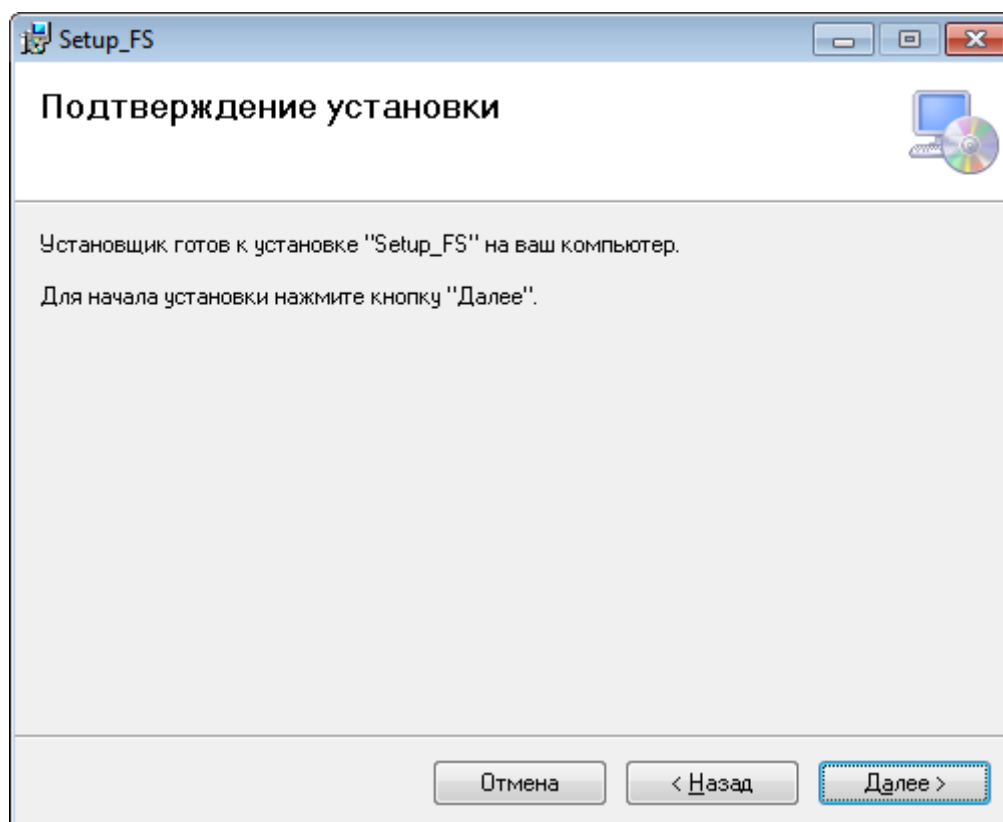 Setup_FS
Подтверждение установки
Установщик готов к установке "Setup_FS" на ваш компьютер.
Для начала установки нажмите кнопку "Далее".
Отмена
< Назад
Далее >